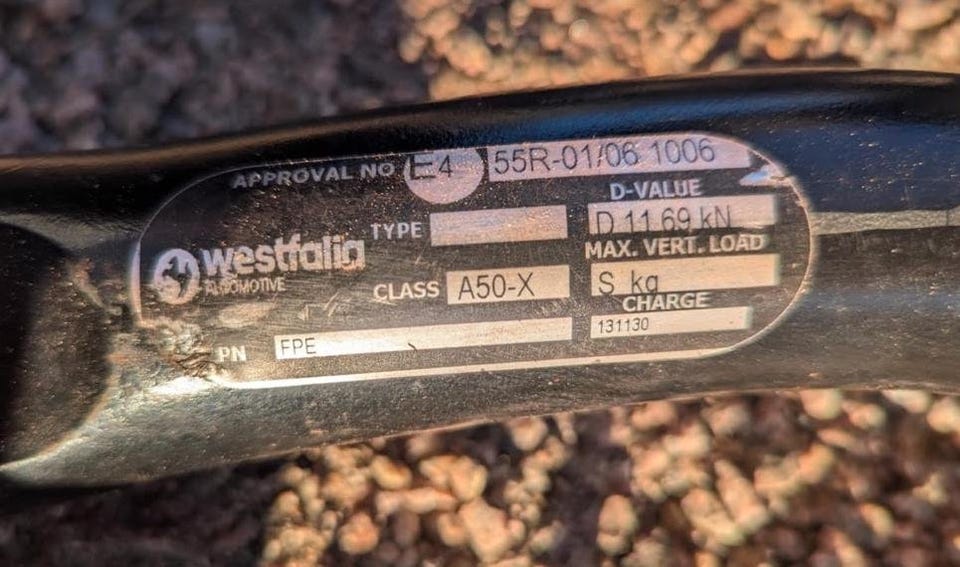 APPROVAL NO E4 55R-01/06 1006
westfalia
AUTOMOTIVE
TYPE
D-VALUE
D 11.69 kN
CLASS A50-X
MAX. VERT. LOAD
S kg
PN FPE
CHARGE
131130